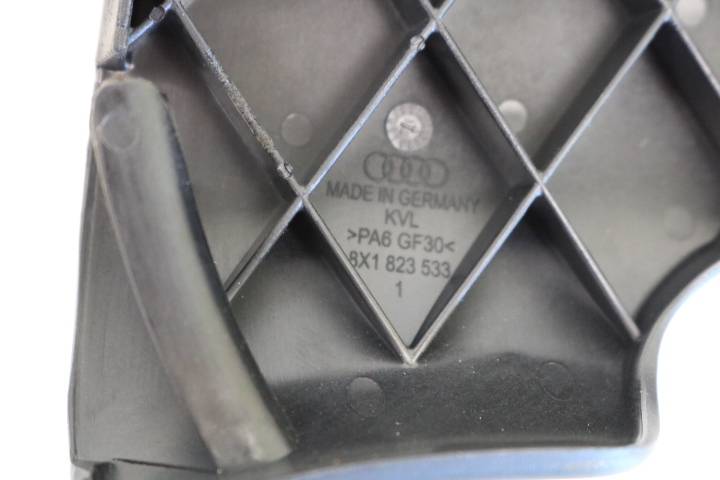 MADE IN GERMANY
KVL
>PA6 GF30<
8X1 823 533
1